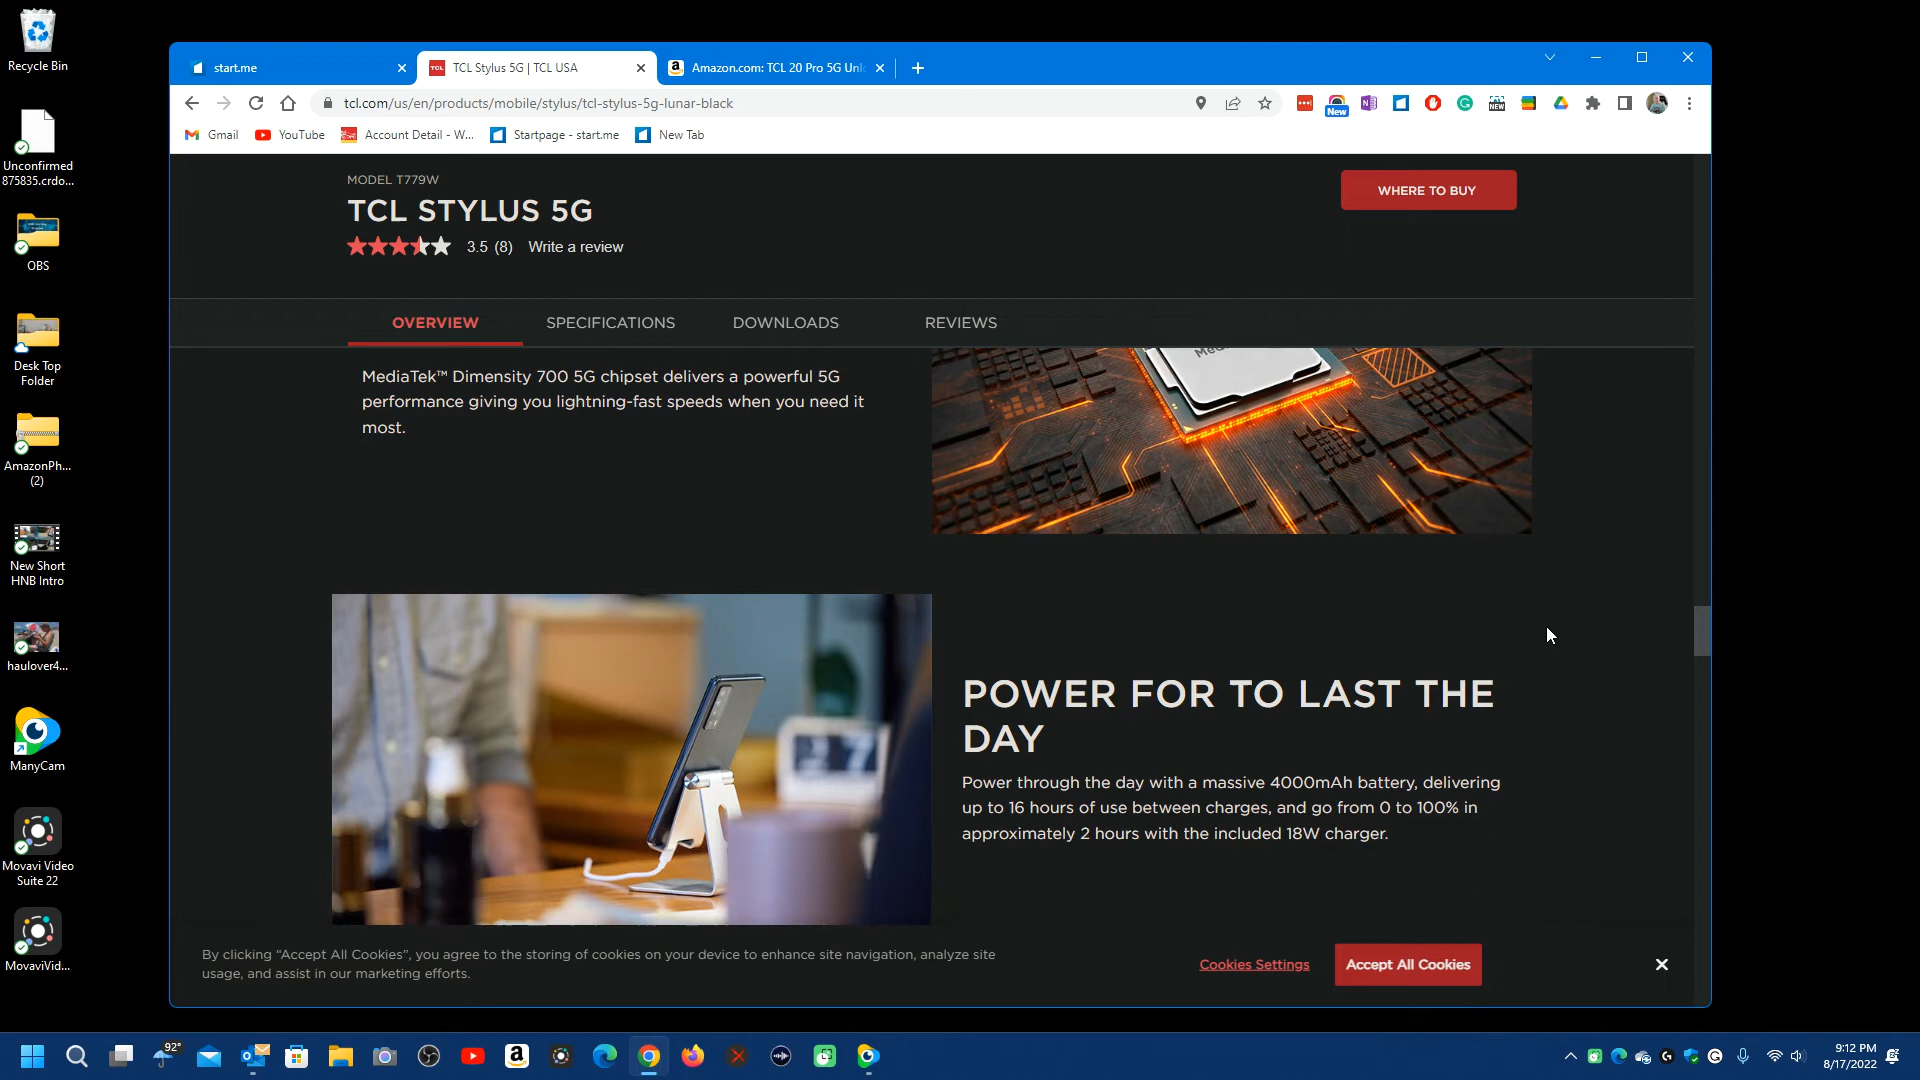 Recycle Bin
Unconfirmed
875835.crdo...
OBS
Desk Top
Folder
AmazonPh...
(2)
New Short
HNB Intro
haulover4...
ManyCam
Movavi Video
Suite 22
MovaviVid...
start.me
TCL
TCL Stylus 5G | TCL USA
Amazon.com: TCL 20 Pro 5G Unlo
tcl.com/us/en/products/mobile/stylus/tcl-stylus-5g-lunar-black
New
NEW
Gmail
YouTube
Account Detail - W...
Startpage - start.me
New Tab
MODEL T779W
TCL STYLUS 5G
3.5 (8) Write a review
WHERE TO BUY
OVERVIEW
SPECIFICATIONS
DOWNLOADS
REVIEWS
MediaTek™ Dimensity 700 5G chipset delivers a powerful 5G
performance giving you lightning-fast speeds when you need it
most.
POWER FOR TO LAST THE
DAY
Power through the day with a massive 4000mAh battery, delivering
up to 16 hours of use between charges, and go from 0 to 100% in
approximately 2 hours with the included 18W charger.
By clicking “Accept All Cookies”, you agree to the storing of cookies on your device to enhance site navigation, analyze site
usage, and assist in our marketing efforts.
Cookies Settings
Accept All Cookies
92°
9:12 PM
8/17/2022